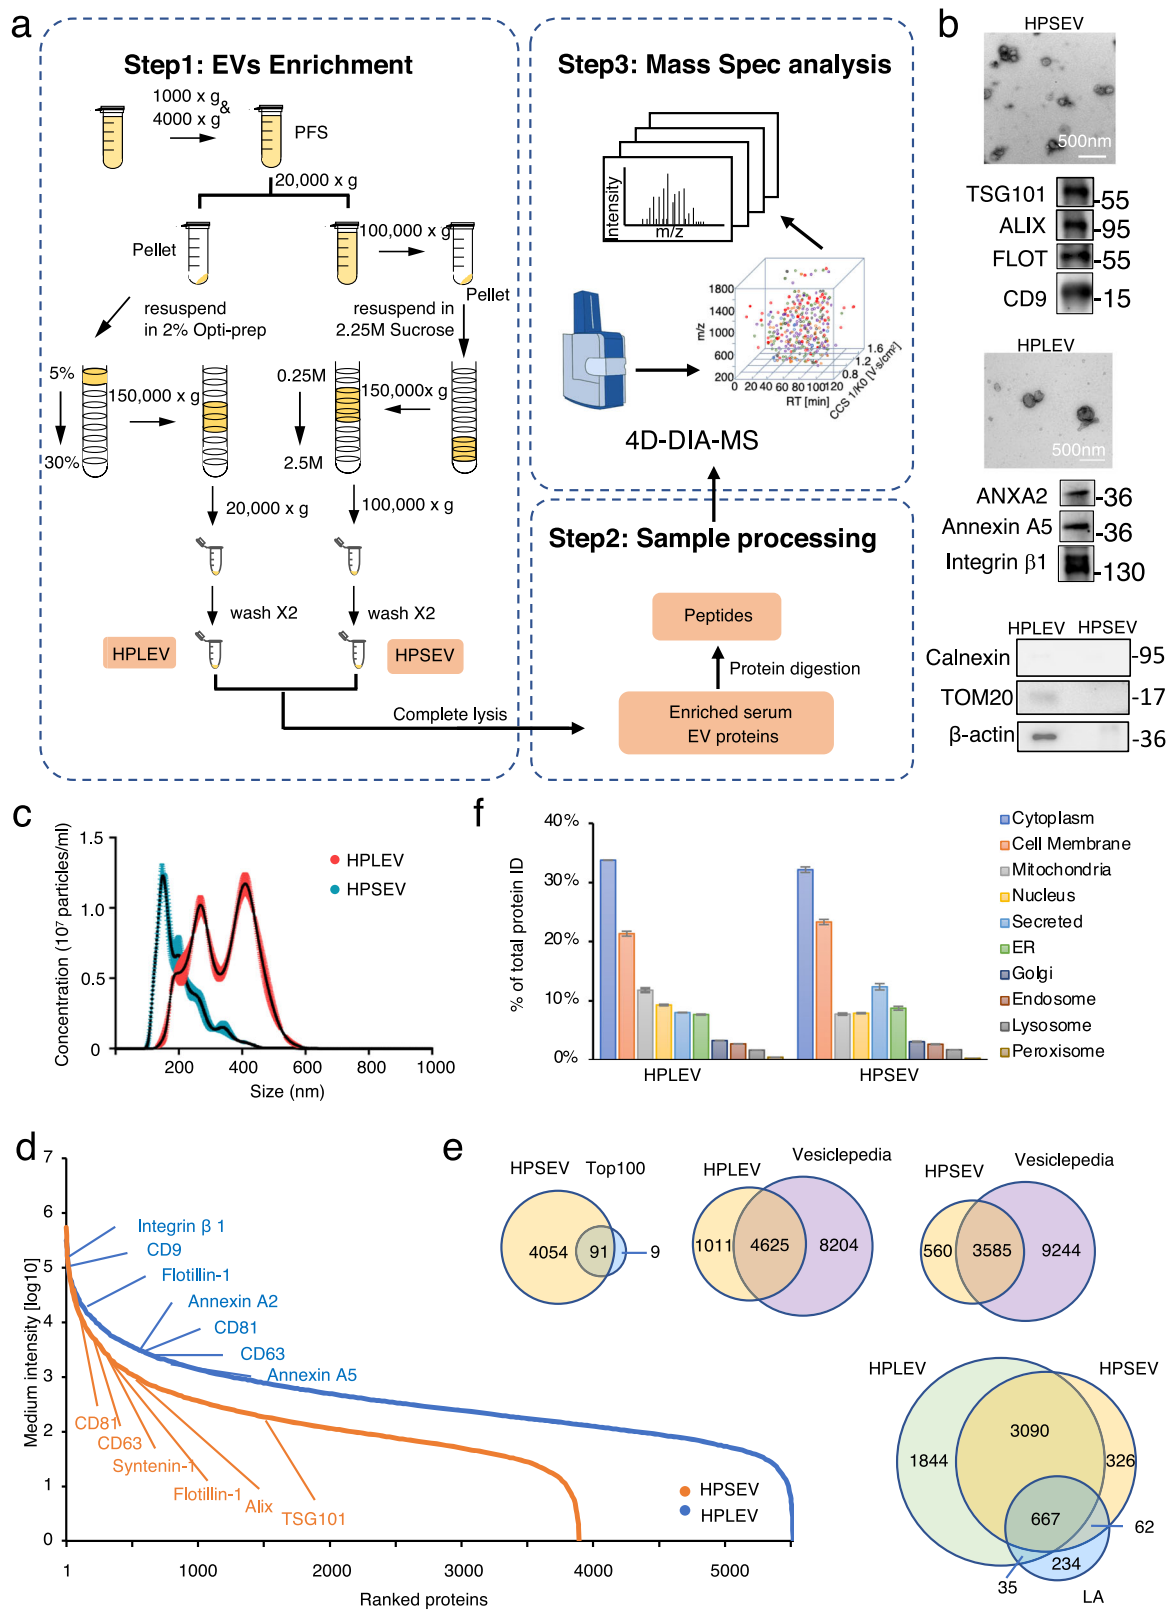 a
Step1: EVs Enrichment
1000 x g
&
4000 x g
PFS
20,000 x g
Pellet
100,000 x g
Pellet
resuspend
in 2% Opti-prep
resuspend in
2.25M Sucrose
5%
150,000 x g
30%
0.25M
150,000x g
2.5M
20,000 x g
100,000 x g
wash X2
wash X2
HPLEV
HPSEV
Complete lysis
Step3: Mass Spec analysis
Intensity
m/z
1800
1400
1000
600
200
m/z
0 20 40 60 80 100 120
RT [min]
0.8 1.2 1.6
CCS 1/K0 [V·s/cm²]
4D-DIA-MS
Step2: Sample processing
Peptides
Protein digestion
Enriched serum
EV proteins
b
HPSEV
500nm
TSG101 -55
ALIX -95
FLOT -55
CD9 -15
HPLEV
500nm
ANXA2 -36
Annexin A5 -36
Integrin β1 -130
HPLEV HPSEV
Calnexin -95
TOM20 -17
β-actin -36
c
Concentration (10⁷ particles/ml)
1.5
1.0
0.5
0
HPLEV
HPSEV
200 400 600 800 1000
Size (nm)
f
% of total protein ID
40%
30%
20%
10%
0%
HPLEV
HPSEV
Cytoplasm
Cell Membrane
Mitochondria
Nucleus
Secreted
ER
Golgi
Endosome
Lysosome
Peroxisome
d
Medium intensity [log10]
7
6
5
4
3
2
1
0
Integrin β 1
CD9
Flotillin-1
Annexin A2
CD81
CD63
Annexin A5
CD81
CD63
Syntenin-1
Flotillin-1
Alix
TSG101
HPSEV
HPLEV
1 1000 2000 3000 4000 5000
Ranked proteins
e
HPSEV Top100
4054 91 9
HPLEV Vesiclepedia
1011 4625 8204
HPSEV Vesiclepedia
560 3585 9244
HPLEV HPSEV
3090
1844 326
667 62
234
35
LA